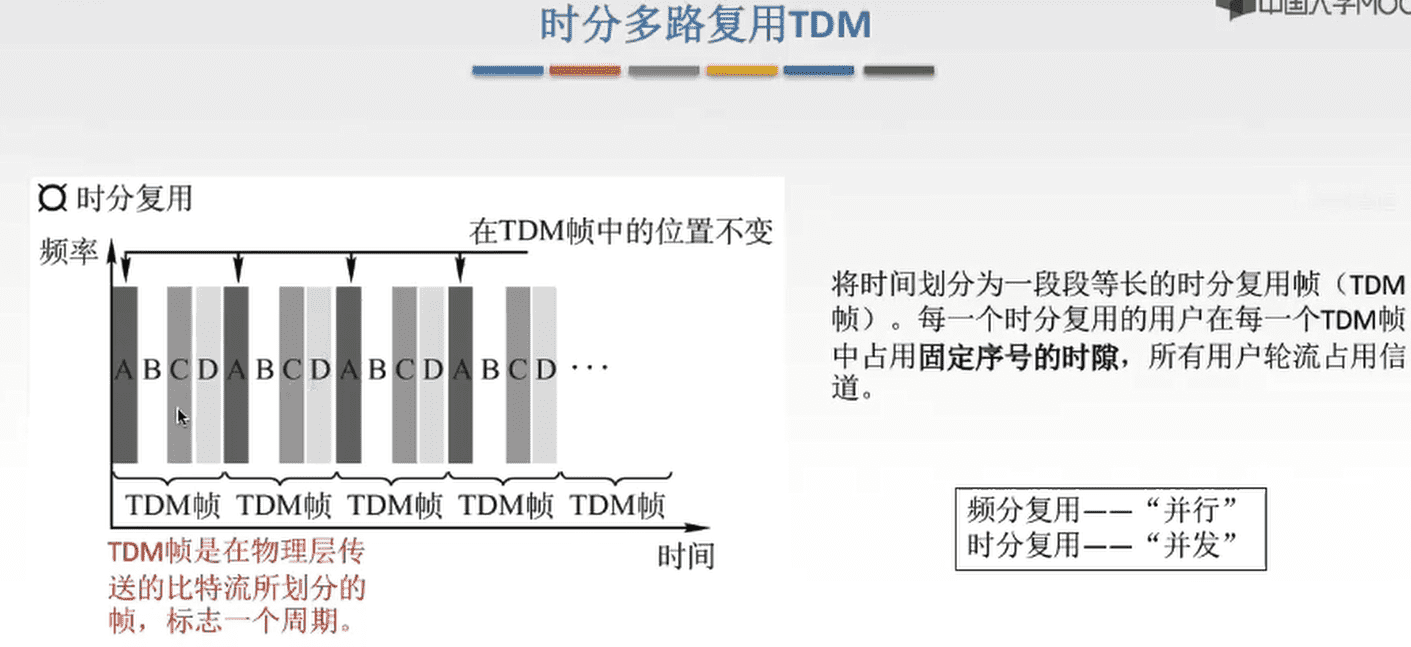 时分多路复用TDM
中国大学MOO
¤ 时分复用
在TDM帧中的位置不变
频率
A B C D A B C D A B C D A B C D ···
TDM帧 TDM帧 TDM帧 TDM帧 TDM帧
时间
TDM帧是在物理层传
送的比特流所划分的
帧，标志一个周期。
将时间划分为一段段等长的时分复用帧（TDM
帧）。每一个时分复用的用户在每一个TDM帧
中占用固定序号的时隙，所有用户轮流占用信
道。
频分复用——“并行”
时分复用——“并发”